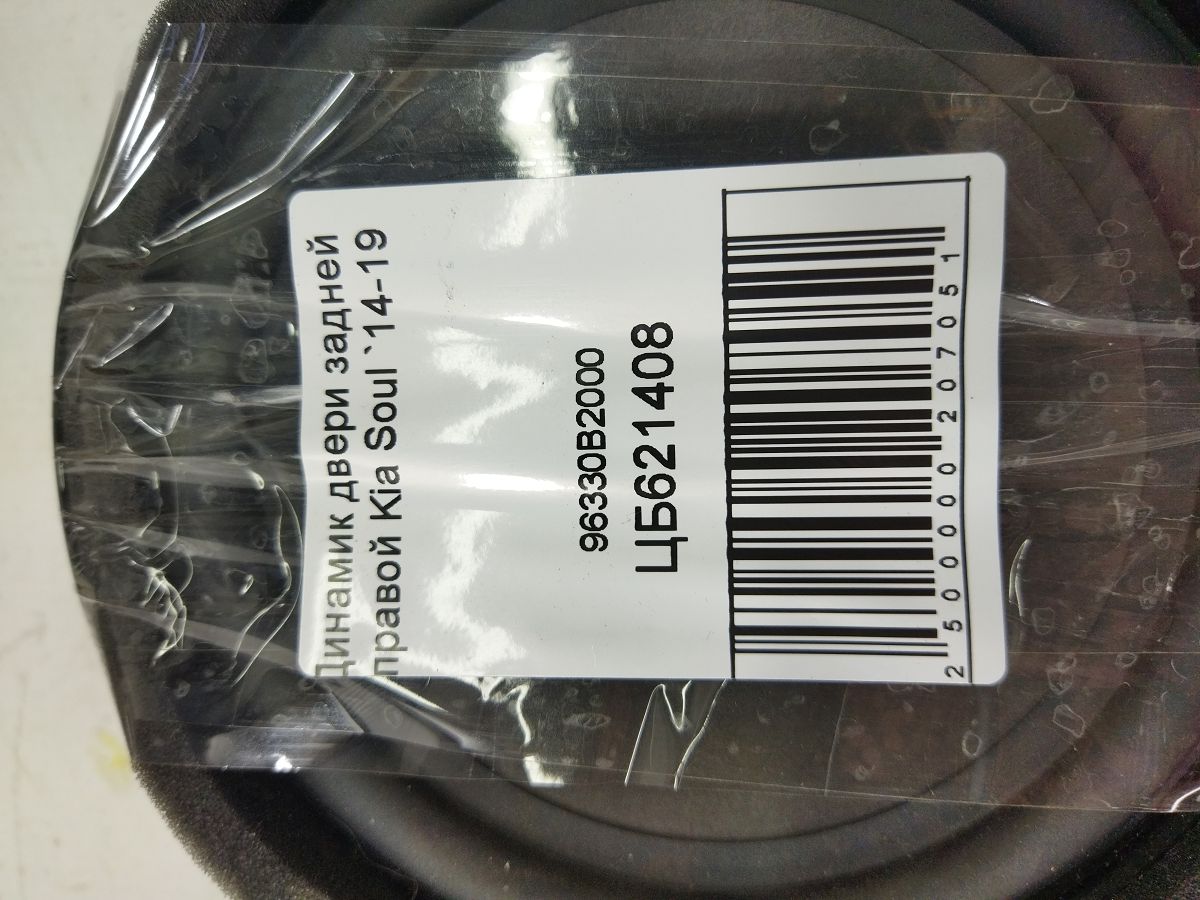 Динамик двери задней
правой Kia Soul `14-19
96330B2000
ЦБ621408
2500000207051